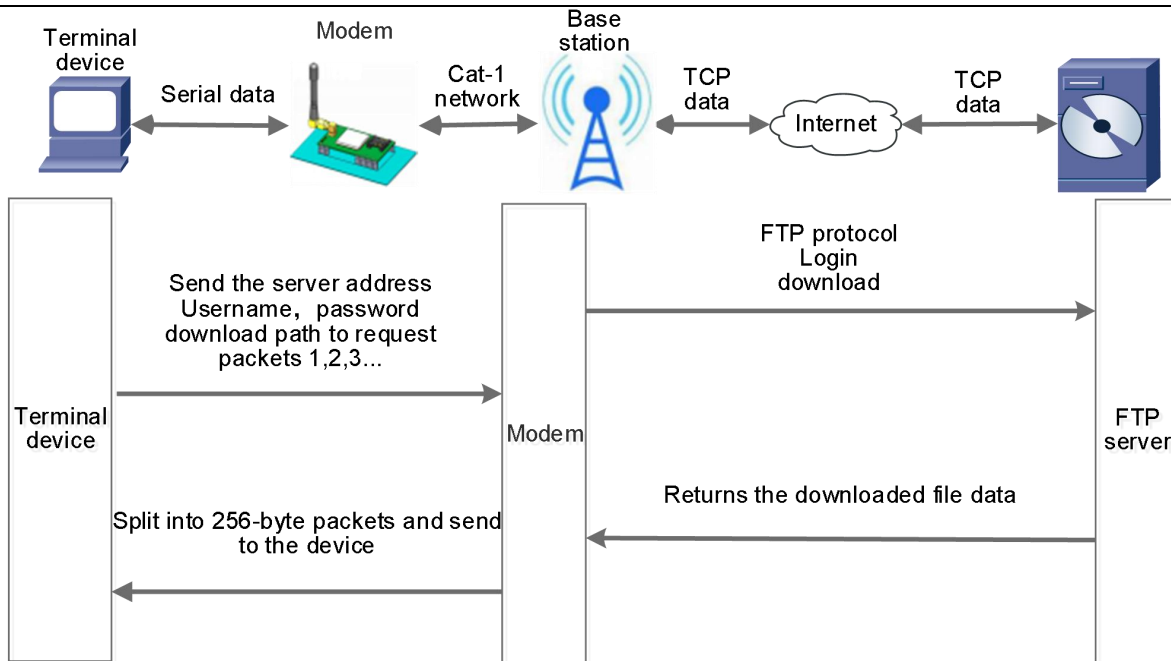 Terminal
device
Modem
Base
station
Serial data
Cat-1
network
TCP
data
Internet
TCP
data
Send the server address
Username，password
download path to request
packets 1,2,3...
FTP protocol
Login
download
Terminal
device
Modem
FTP
server
Returns the downloaded file data
Split into 256-byte packets and send
to the device